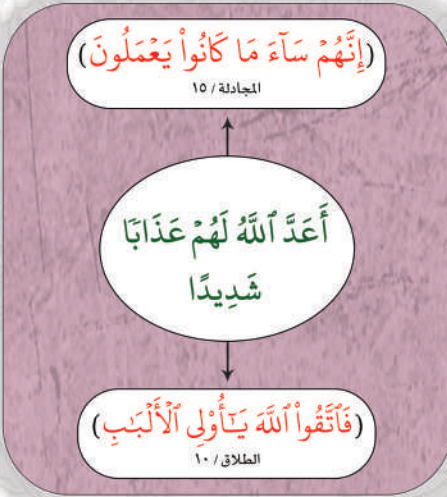 (إِنَّهُمْ سَآءَ مَا كَانُوا۟ يَعْمَلُونَ)
المجادلة / ١٥
أَعَدَّ ٱللَّهُ لَهُمْ عَذَابًا
شَدِيدًا
(فَٱتَّقُوا۟ ٱللَّهَ يَـٰٓأُو۟لِى ٱلْأَلْبَـٰبِ)
الطلاق / ١٠